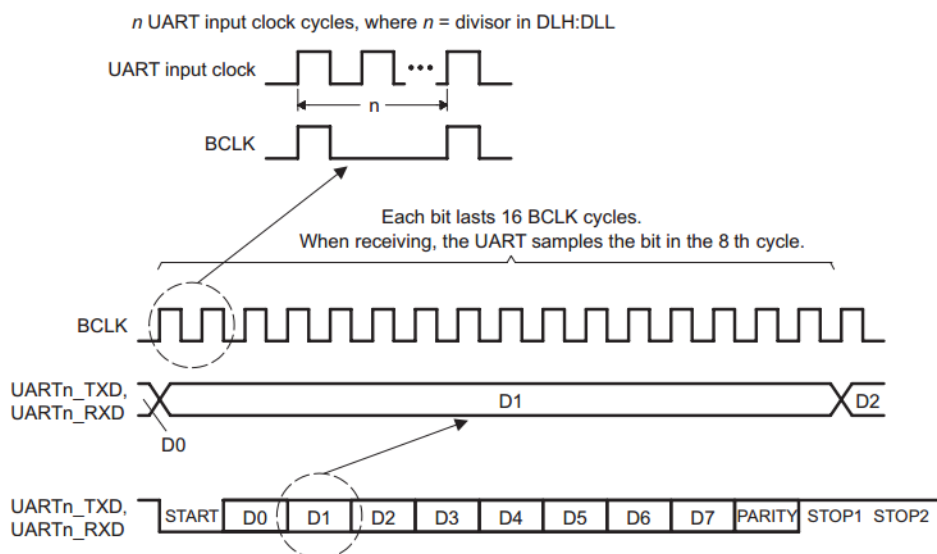 n UART input clock cycles, where n = divisor in DLH:DLL
UART input clock
n
BCLK
Each bit lasts 16 BCLK cycles.
When receiving, the UART samples the bit in the 8 th cycle.
BCLK
UARTn_TXD,
UARTn_RXD
D1
D2
D0
UARTn_TXD,
UARTn_RXD
START D0 D1 D2 D3 D4 D5 D6 D7 PARITY STOP1 STOP2